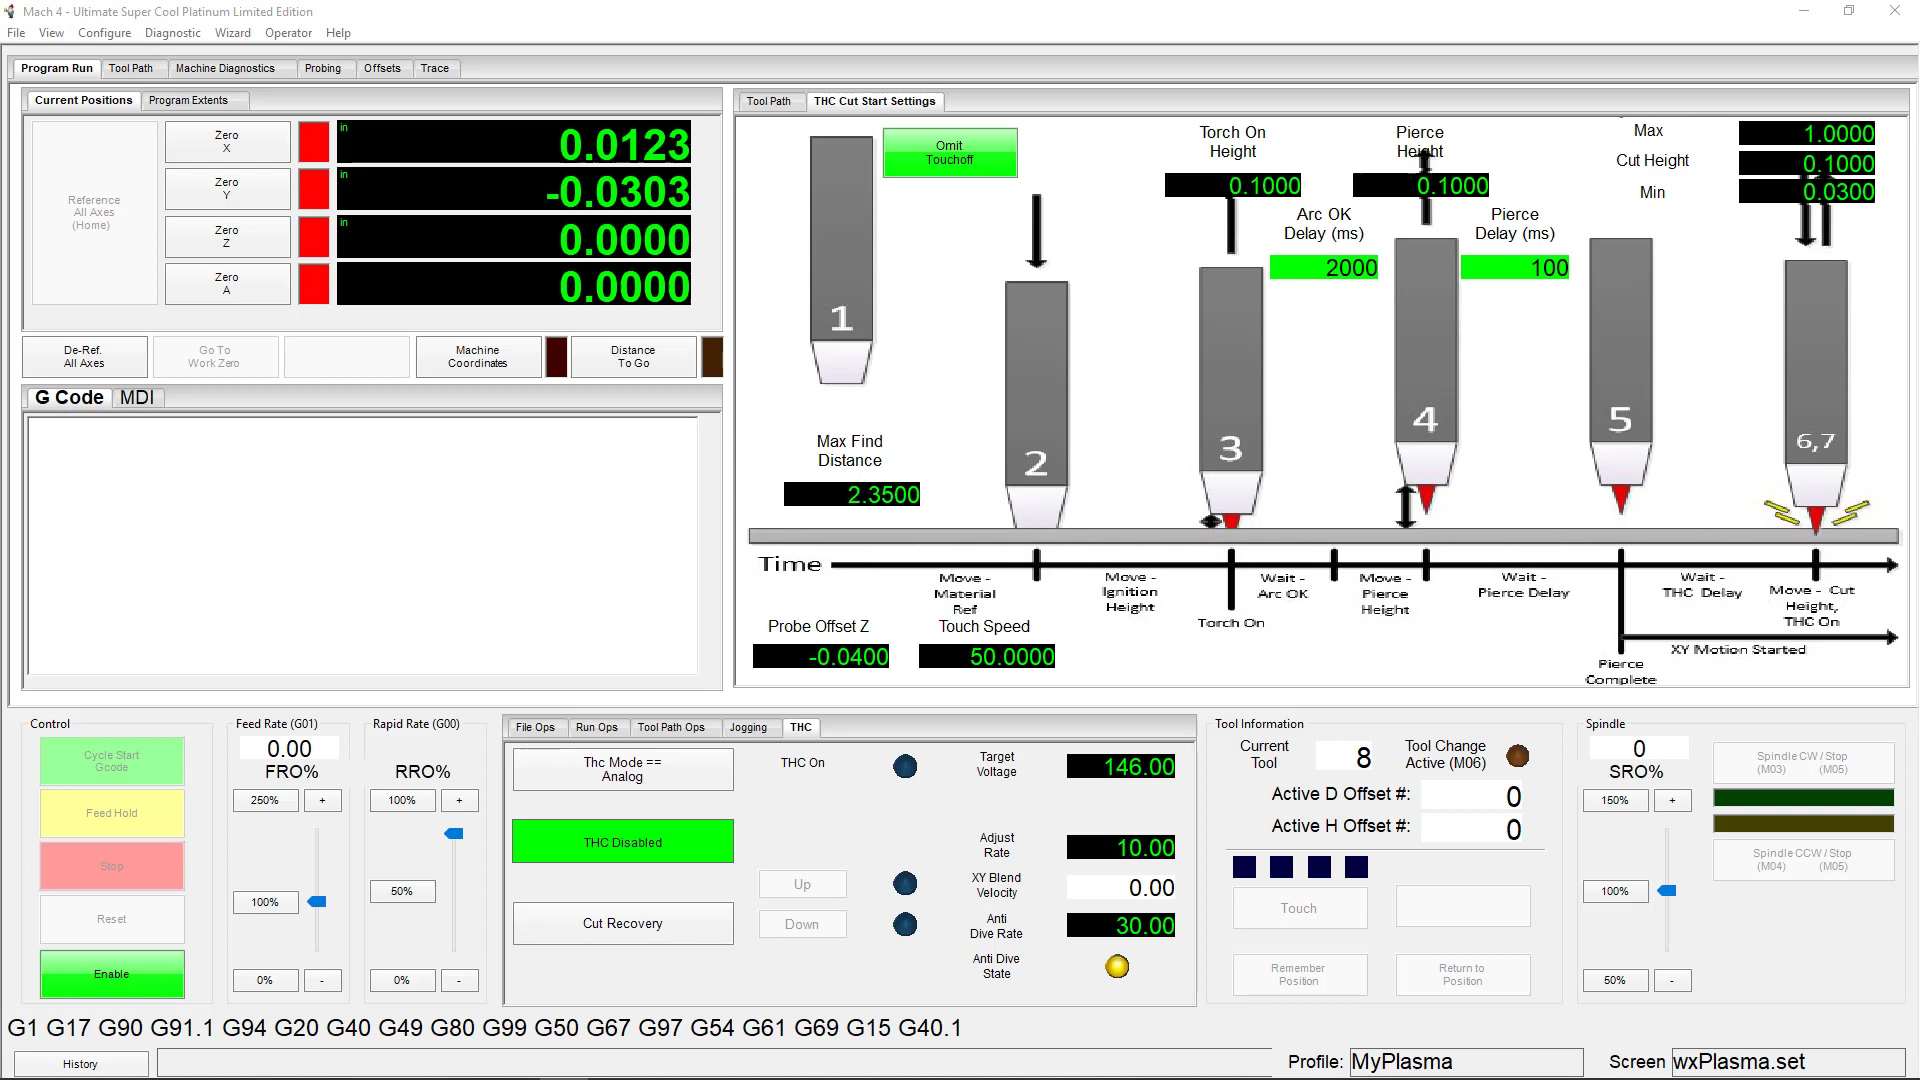 Mach 4 - Ultimate Super Cool Platinum Limited Edition
File View Configure Diagnostic Wizard Operator Help
Program Run Tool Path Machine Diagnostics Probing Offsets Trace
Current Positions Program Extents
Reference
All Axes
(Home)
Zero
X
in
0.0123
Zero
Y
in
-0.0303
Zero
Z
in
0.0000
Zero
A
0.0000
De-Ref.
All Axes
Go To
Work Zero
Machine
Coordinates
Distance
To Go
G Code MDI
Tool Path THC Cut Start Settings
Omit
Touchoff
Torch On
Height
0.1000
Pierce
Height
0.1000
Max
1.0000
Cut Height
0.1000
Min
0.0300
Arc OK
Delay (ms)
2000
Pierce
Delay (ms)
100
1
2
3
4
5
6,7
Max Find
Distance
2.3500
Time
Move -
Material
Ref
Move -
Ignition
Height
Wait -
Arc OK
Move -
Pierce
Height
Wait -
Pierce Delay
Wait -
THC Delay
Move - Cut
Height,
THC On
Torch On
XY Motion Started
Pierce
Complete
Probe Offset Z
-0.0400
Touch Speed
50.0000
Control
Cycle Start
Gcode
Feed Hold
Stop
Reset
Enable
Feed Rate (G01)
0.00
FRO%
250% +
100%
0% -
Rapid Rate (G00)
RRO%
100% +
50%
0% -
File Ops Run Ops Tool Path Ops Jogging THC
Thc Mode ==
Analog
THC Disabled
Cut Recovery
THC On
Up
Down
Target
Voltage
146.00
Adjust
Rate
10.00
XY Blend
Velocity
0.00
Anti
Dive Rate
30.00
Anti Dive
State
Tool Information
Current
Tool
8
Tool Change
Active (M06)
Active D Offset #: 0
Active H Offset #: 0
Touch
Remember
Position
Return to
Position
Spindle
0
SRO%
150% +
100%
50% -
Spindle CW / Stop
(M03) (M05)
Spindle CCW / Stop
(M04) (M05)
G1 G17 G90 G91.1 G94 G20 G40 G49 G80 G99 G50 G67 G97 G54 G61 G69 G15 G40.1
History
Profile: MyPlasma
Screen wxPlasma.set